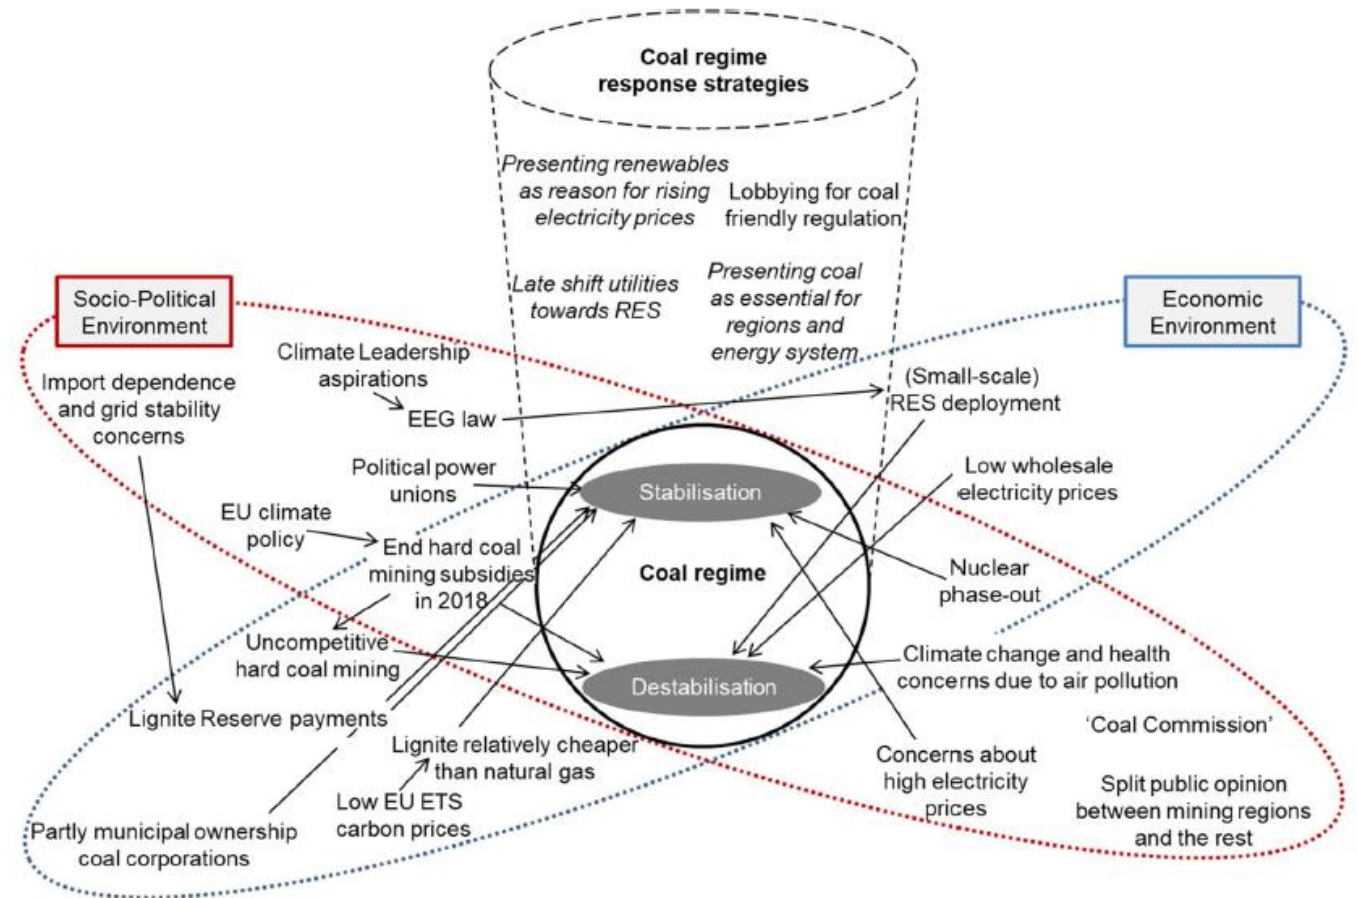 Coal regime
response strategies
Presenting renewables
as reason for rising
electricity prices
Lobbying for coal
friendly regulation
Late shift utilities
towards RES
Presenting coal
as essential for
regions and
energy system
Socio-Political
Environment
Economic
Environment
Climate Leadership
aspirations
Import dependence
and grid stability
concerns
EEG law
(Small-scale)
RES deployment
Political power
unions
Low wholesale
electricity prices
Stabilisation
EU climate
policy
End hard coal
mining subsidies
in 2018
Coal regime
Nuclear
phase-out
Uncompetitive
hard coal mining
Climate change and health
concerns due to air pollution
Destabilisation
Lignite Reserve payments
'Coal Commission'
Lignite relatively cheaper
than natural gas
Concerns about
high electricity
prices
Low EU ETS
carbon prices
Split public opinion
between mining regions
and the rest
Partly municipal ownership
coal corporations